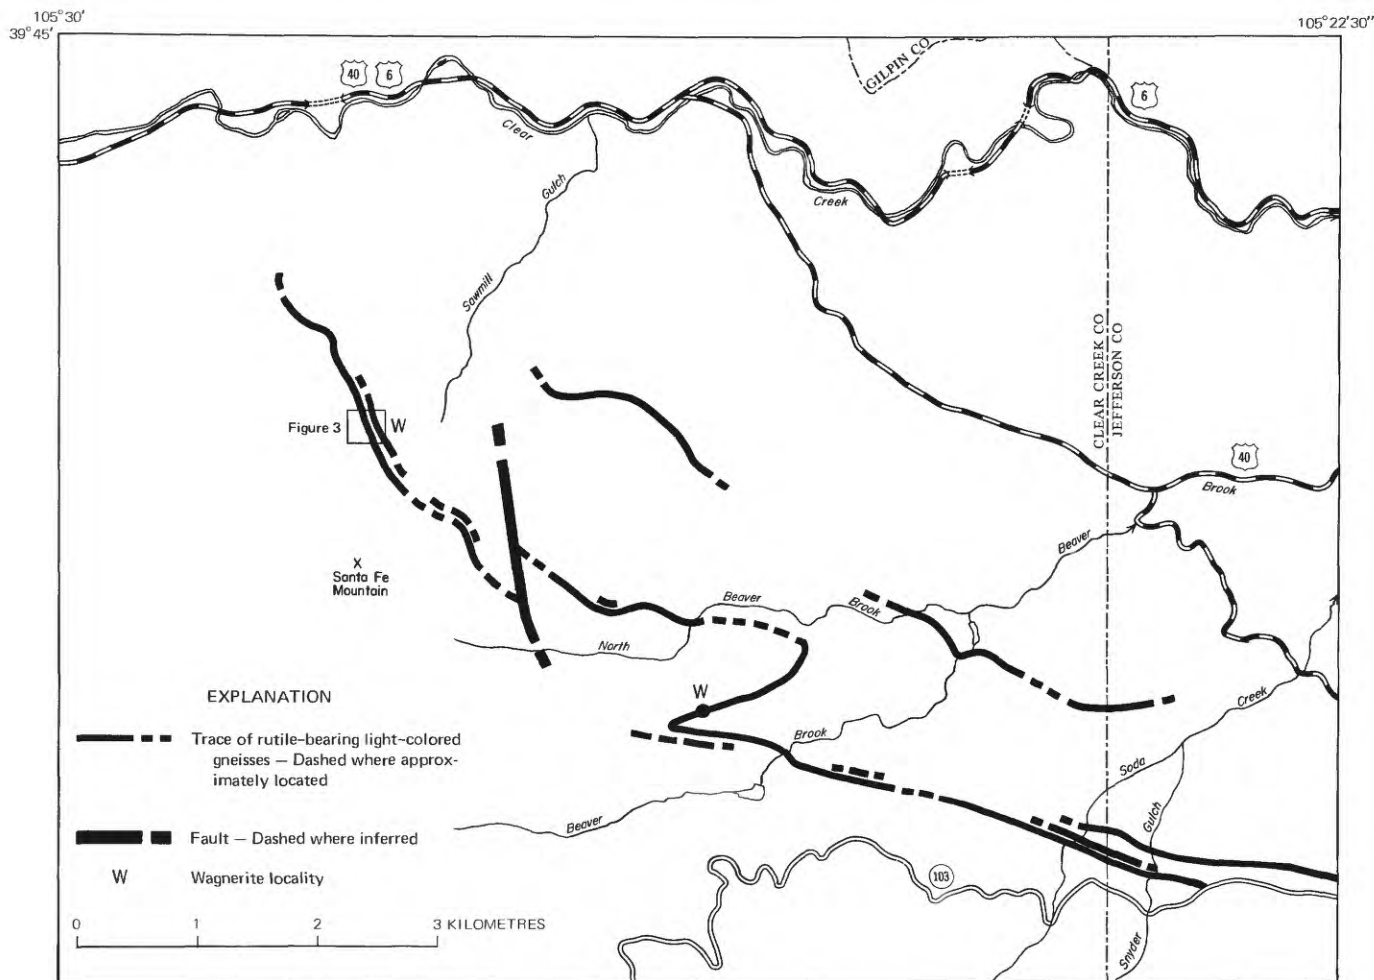 105°30'
39°45'
105°22'30"
40
6
GILPIN CO
6
Clear
Creek
Gulch
Sawmill
CLEAR CREEK CO
JEFFERSON CO
Figure 3
W
40
Brook
Beaver
X
Santa Fe
Mountain
Beaver
Brook
North
W
Creek
Brook
Soda
Gulch
Beaver
103
Snyder
EXPLANATION
Trace of rutile-bearing light-colored
gneisses — Dashed where approx-
imately located
Fault — Dashed where inferred
W Wagnerite locality
0 1 2 3 KILOMETRES